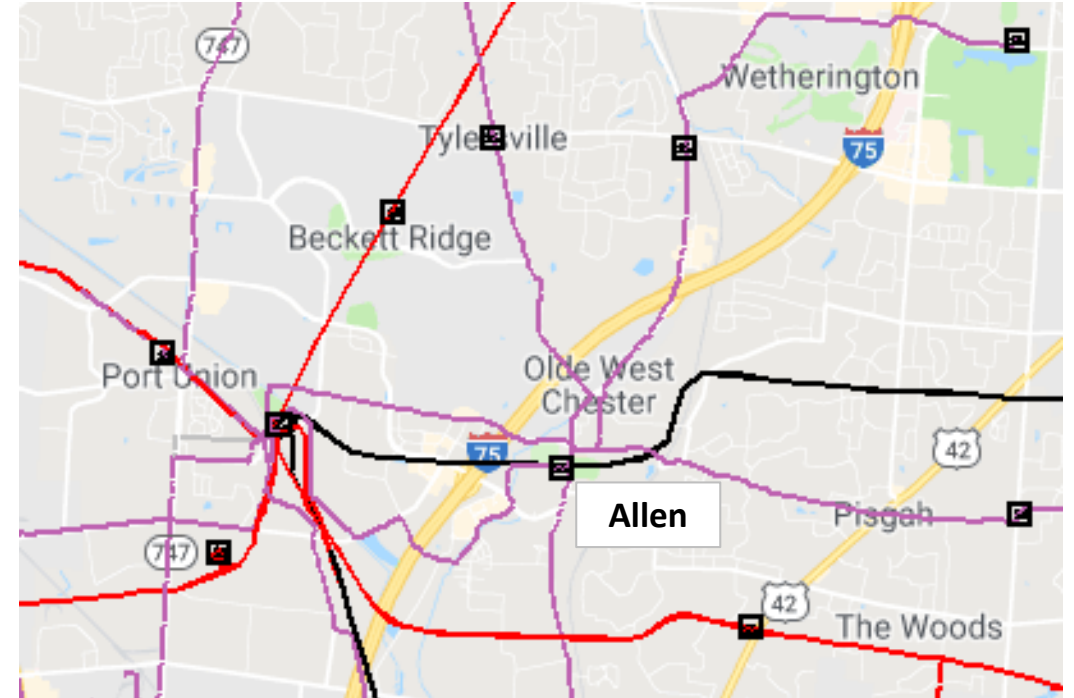 747
Wetherington
Tylersville
75
Beckett Ridge
Port Union
Olde West
Chester
75
42
Allen
Pisgah
747
42
The Woods